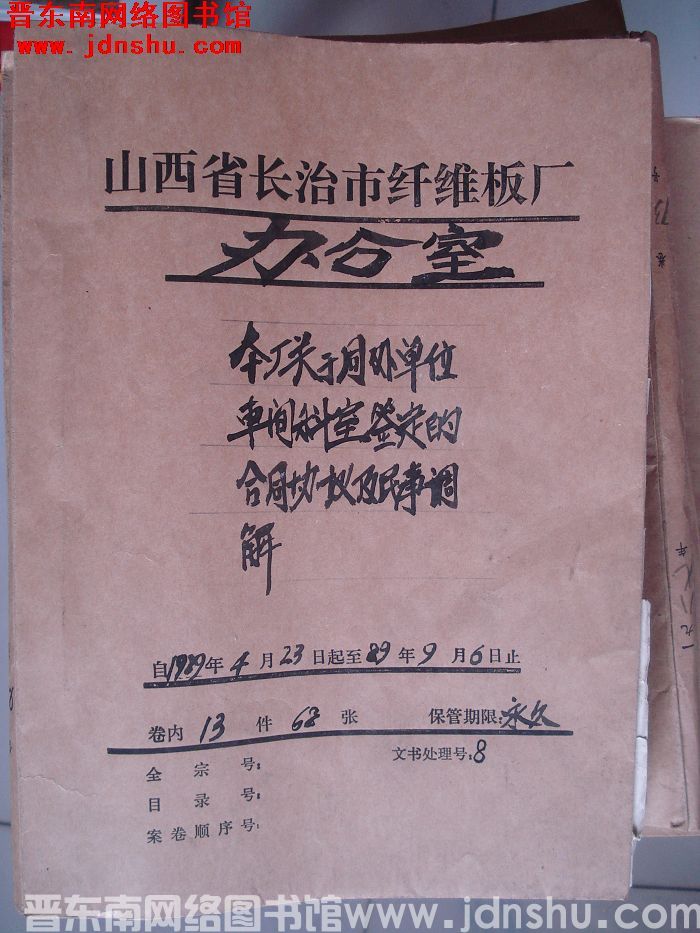 晋东南网络图书馆
www.jdnshu.com
山西省长治市纤维板厂
办公室
本厂关于同外单位
车间科室签定的
合同协议及民事调
解
自1989年4月23日起至89年9月6日止
卷内13件62张 保管期限:永久
文书处理号:8
全宗号:
目录号:
案卷顺序号:
晋东南网络图书馆www.jdnshu.com